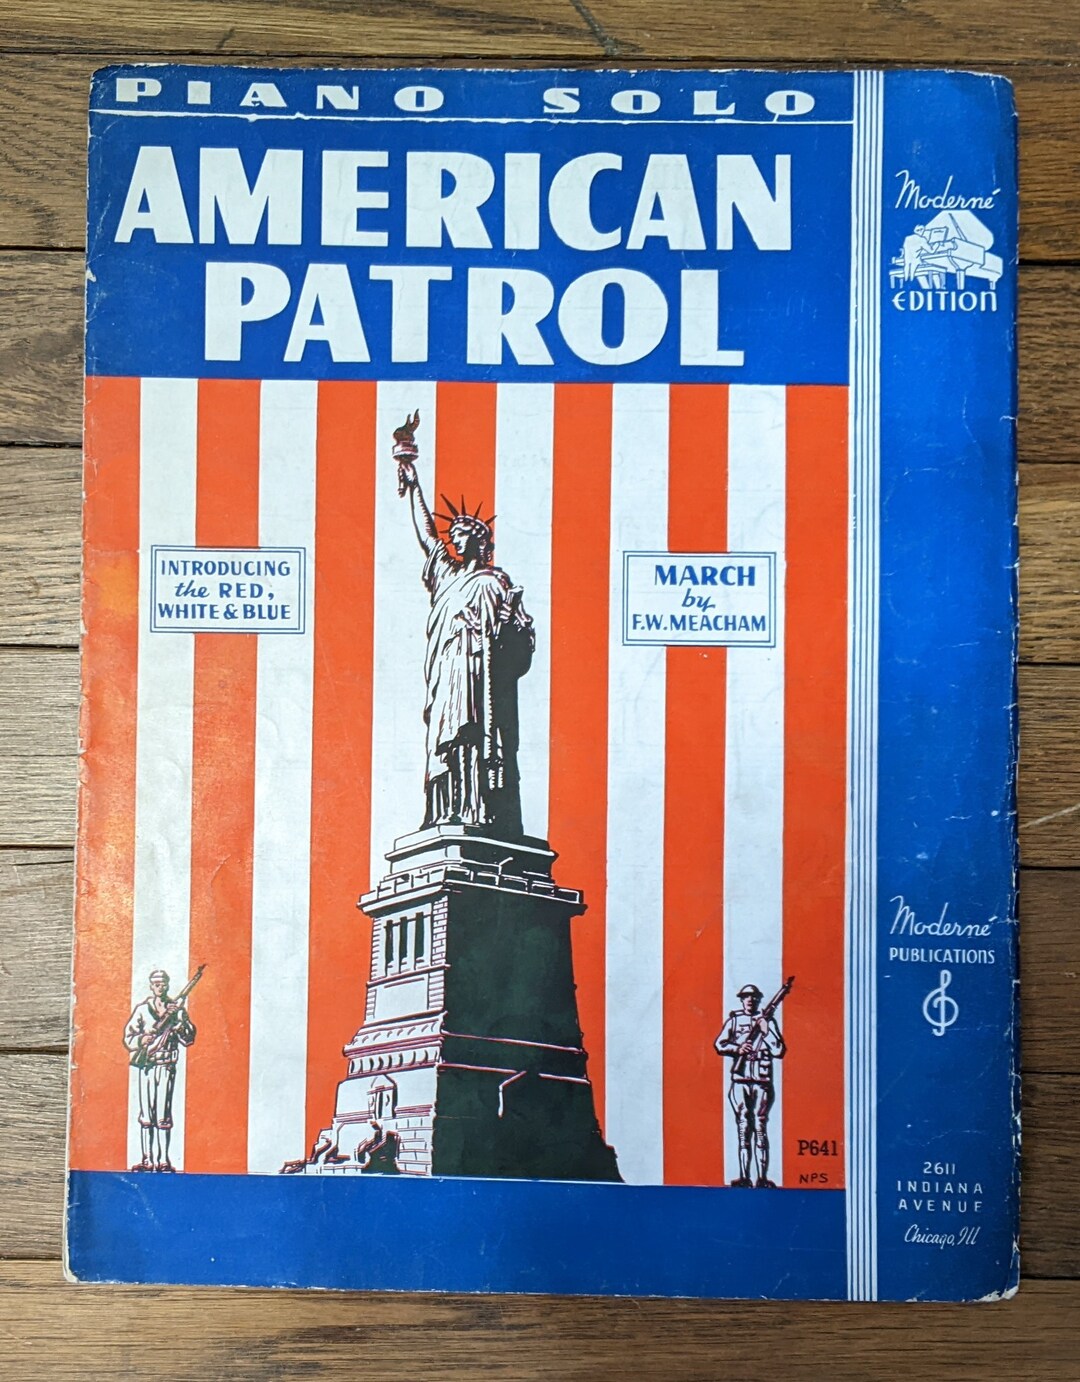 PIANO SOLO
AMERICAN
PATROL
INTRODUCING
the RED,
WHITE & BLUE
MARCH
by
F.W. MEACHAM
P641
NPS
Moderné
EDITION
Moderné
PUBLICATIONS
2611
INDIANA
AVENUE
Chicago, Ill